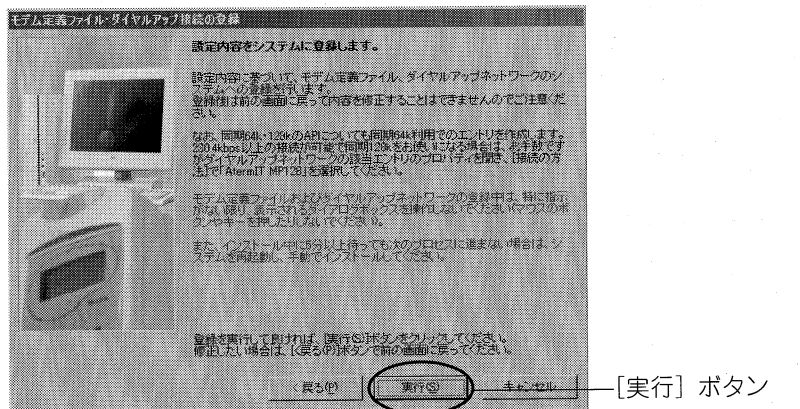 モデム定義ファイル・ダイヤルアップ接続の登録
設定内容をシステムに登録します。
設定内容に基づいて、モデム定義ファイル、ダイヤルアップネットワークのシ
ステムへの登録を行います。
登録後は前の画面に戻って内容を修正することはできませんのでご注意くだ
さい。
なお、同期64k・128kのAPについても同期64k利用でのエントリを作成します。
230.4kbps以上の接続が可能で同期128kをお使いになる場合は、お手数です
がダイヤルアップネットワークの該当エントリのプロパティを開き、[接続の方
法]で「AtermIT MP128」を選択してください。
モデム定義ファイルおよびダイヤルアップネットワークの登録中は、特に指示
がない限り、表示されるダイアログボックスを操作しないでください(マウスのボ
タンやキーを押したりしないでください)。
また、インストール中に5分以上待っても次のプロセスに進まない場合は、シ
ステムを再起動し、手動でインストールしてください。
登録を実行して良ければ、[実行(S)]ボタンをクリックしてください。
修正したい場合は、[<戻る(P)]ボタンで前の画面に戻ってください。
<戻る(P)
実行(S)
キャンセル
[実行] ボタン